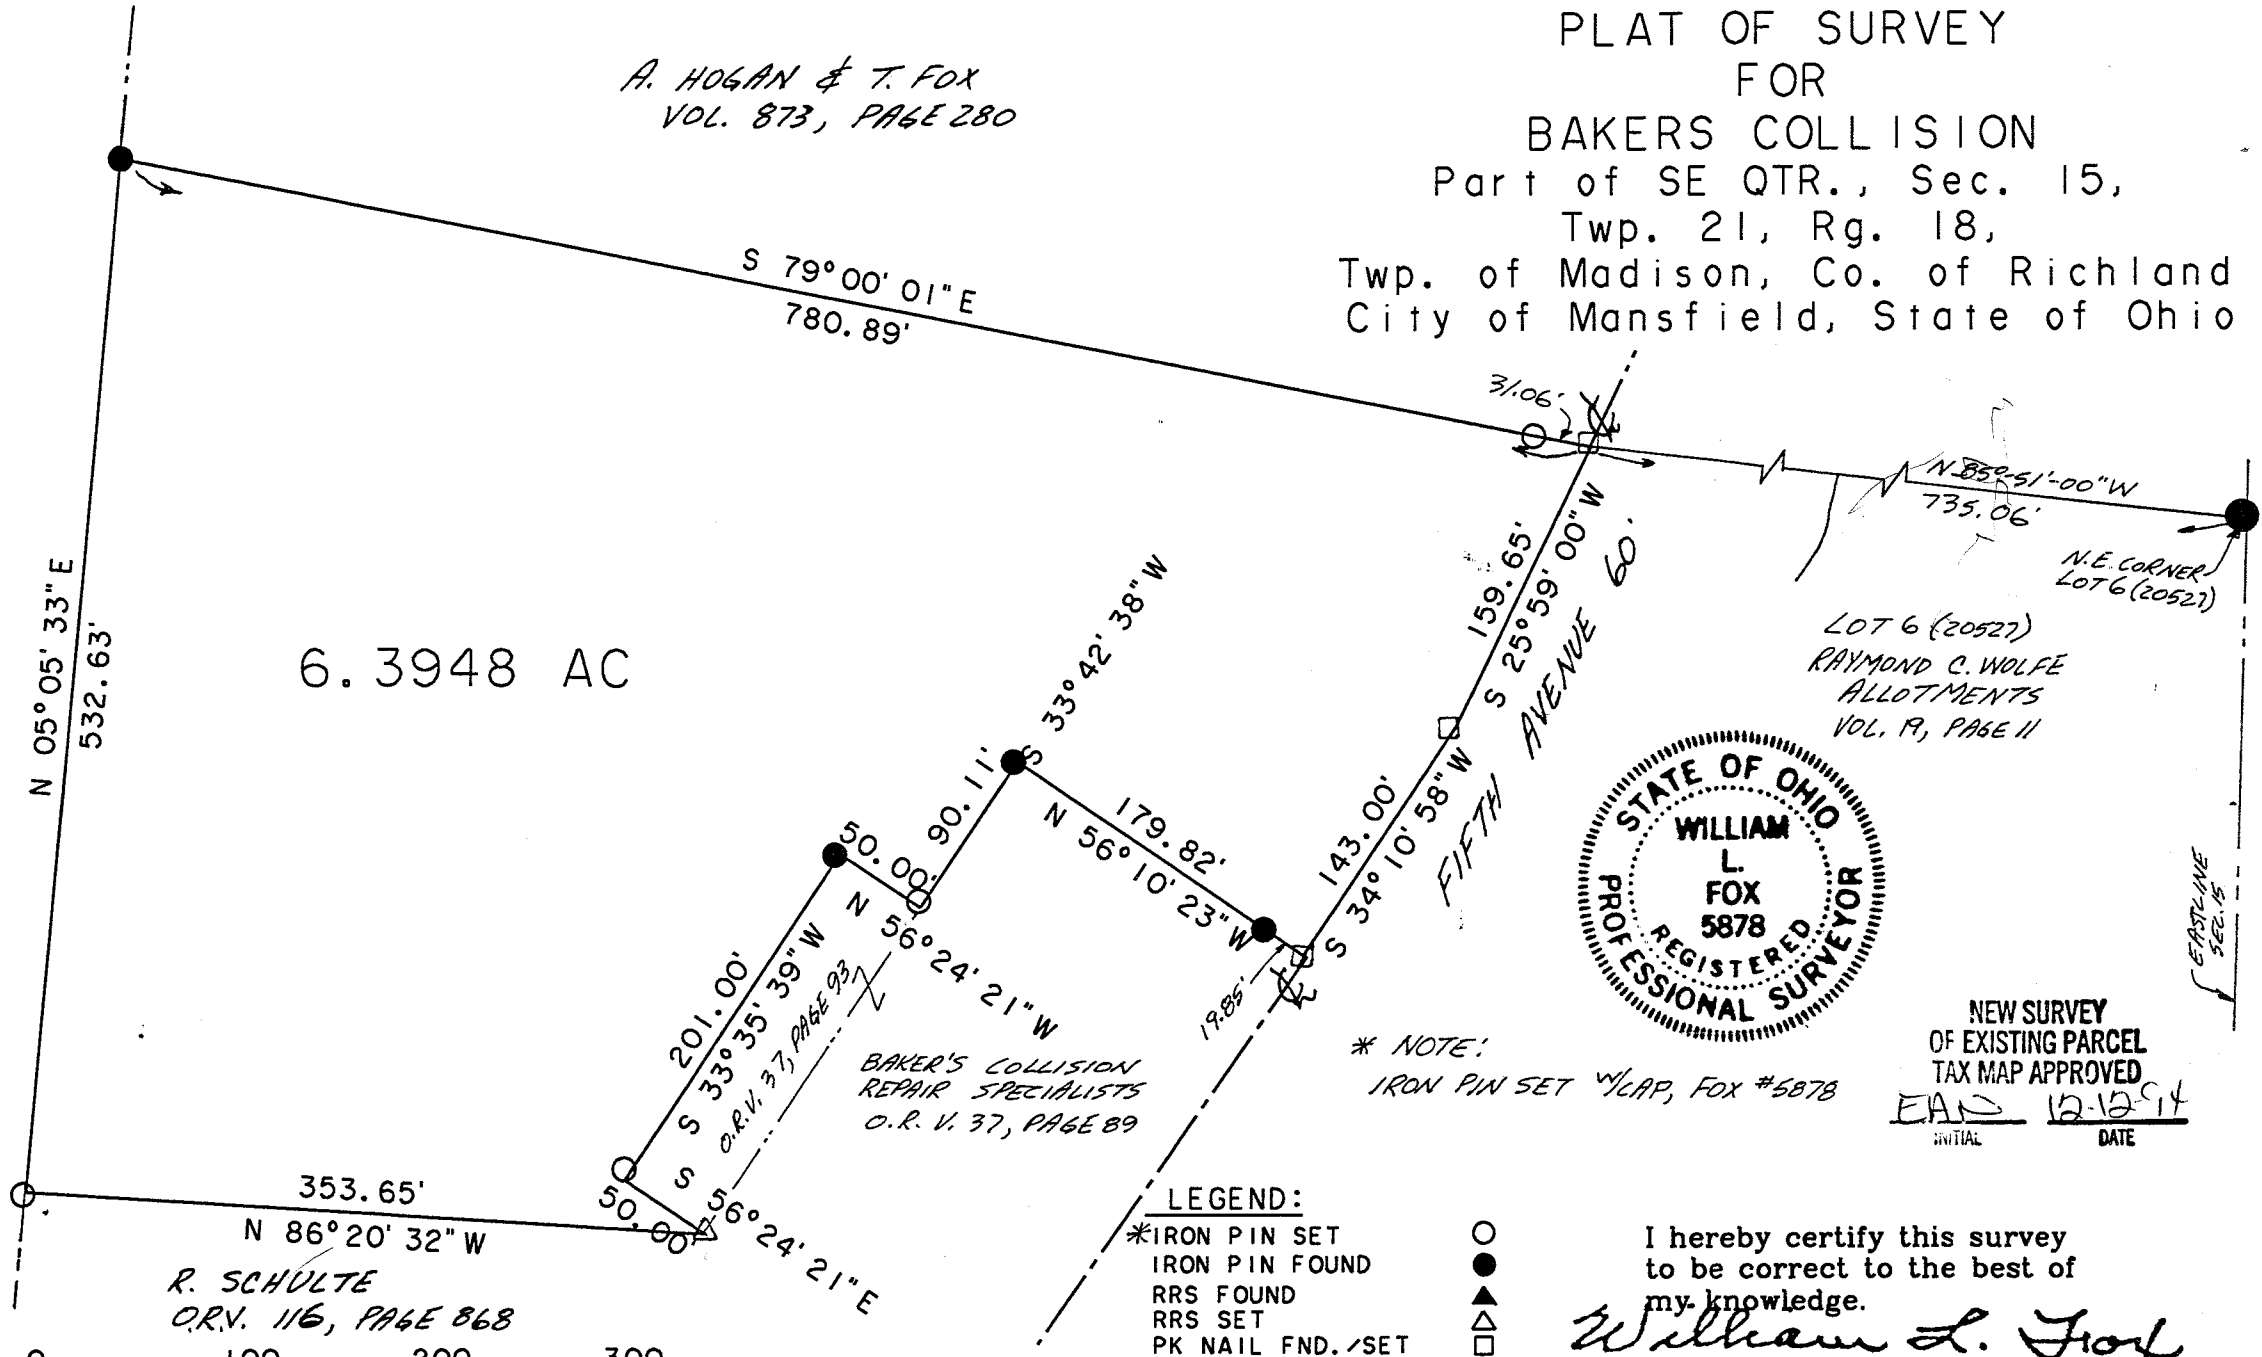 PLAT OF SURVEY
FOR
BAKERS COLLISION
Part of SE QTR., Sec. 15,
Twp. 21, Rg. 18,
Twp. of Madison, Co. of Richland
City of Mansfield, State of Ohio
A. HOGAN & T. FOX
VOL. 873, PAGE 280
S 79°00'01"E
780.89'
31.06'
N 85°-51'-00"W
735.06'
N.E. CORNER
LOT 6 (20527)
LOT 6 (20527)
RAYMOND C. WOLFE
ALLOTMENTS
VOL. 19, PAGE 11
159.65'
S 25°59'00"W
FIFTH AVENUE 60'
143.00'
S 34°10'58"W
N 05°05'33"E
532.63'
6.3948 AC
S 33°42'38"W
90.11'
179.82'
N 56°10'23"W
19.85'
50.00'
N 56°24'21"W
201.00'
S 33°35'39"W
O.R.V. 37, PAGE 93
BAKER'S COLLISION
REPAIR SPECIALISTS
O.R.V. 37, PAGE 89
50.00'
S 56°24'21"E
353.65'
N 86°20'32"W
R. SCHULTE
O.R.V. 116, PAGE 868
0 100 200 300
STATE OF OHIO
WILLIAM
L.
FOX
5878
REGISTERED
PROFESSIONAL SURVEYOR
EAST LINE
SEC. 15
* NOTE:
IRON PIN SET W/CAP, FOX #5878
NEW SURVEY
OF EXISTING PARCEL
TAX MAP APPROVED
12-12-94
INITIAL DATE
LEGEND:
*IRON PIN SET
IRON PIN FOUND
RRS FOUND
RRS SET
PK NAIL FND./SET
I hereby certify this survey
to be correct to the best of
my knowledge.
William L. Fox